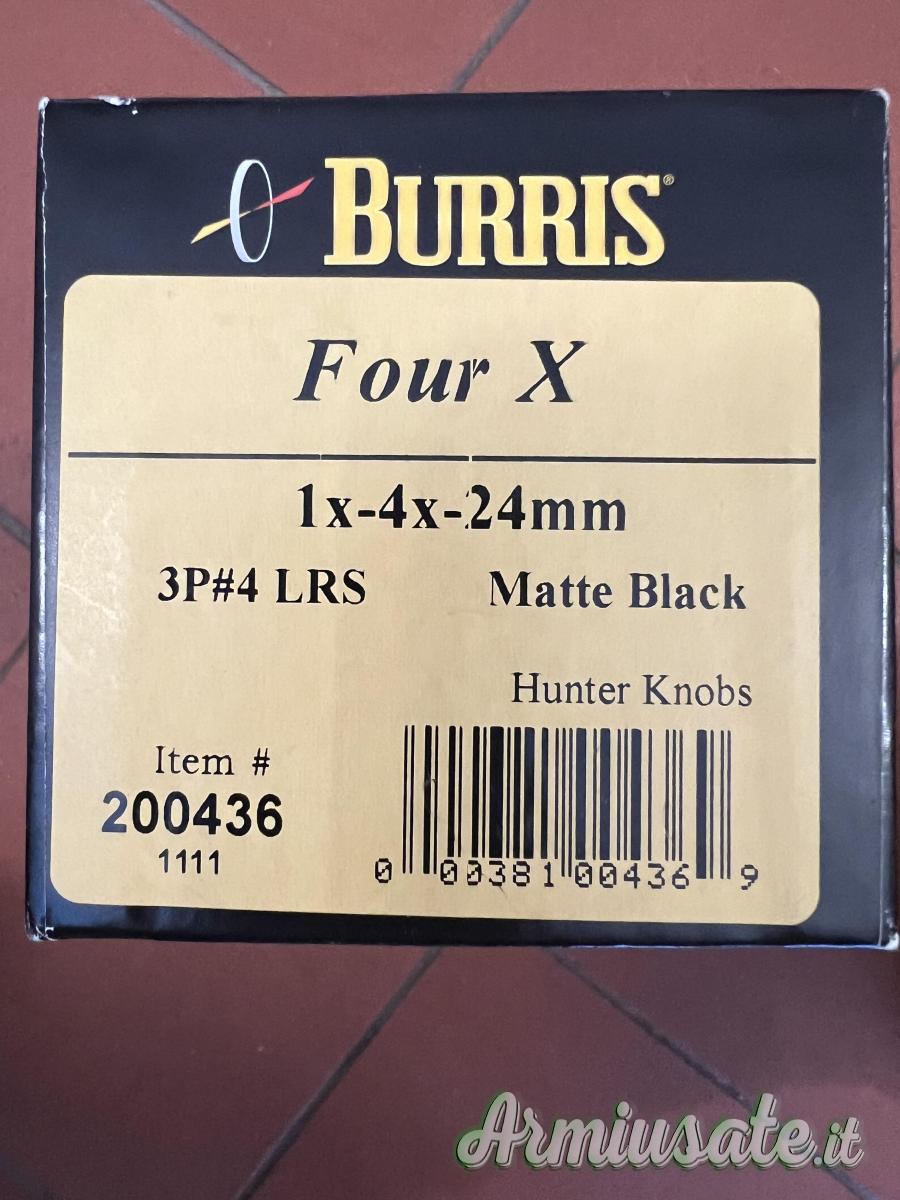 BURRIS®
Four X
1x-4x-24mm
3P#4 LRS Matte Black
Hunter Knobs
Item #
200436
1111
0 00381 00436 9
Armiusate.it